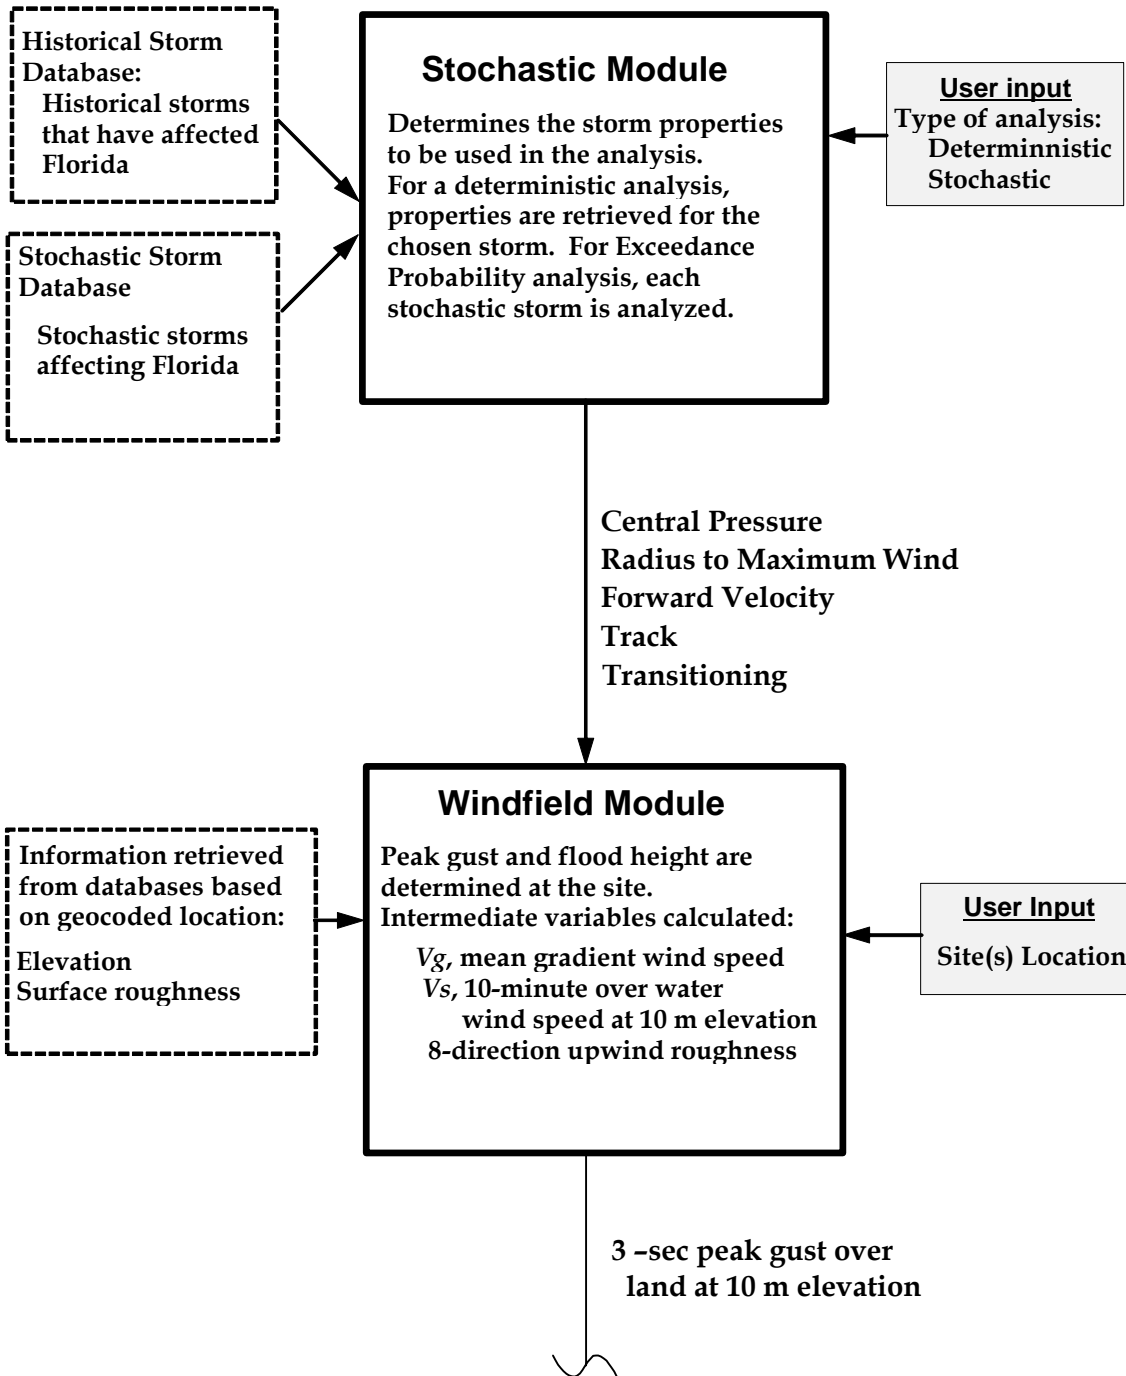 Historical Storm
Database:
Historical storms
that have affected
Florida
Stochastic Storm
Database
Stochastic storms
affecting Florida
Stochastic Module
Determines the storm properties
to be used in the analysis.
For a deterministic analysis,
properties are retrieved for the
chosen storm.  For Exceedance
Probability analysis, each
stochastic storm is analyzed.
User input
Type of analysis:
Determinnistic
Stochastic
Central Pressure
Radius to Maximum Wind
Forward Velocity
Track
Transitioning
Information retrieved
from databases based
on geocoded location:
Elevation
Surface roughness
Windfield Module
Peak gust and flood height are
determined at the site.
Intermediate variables calculated:
Vg, mean gradient wind speed
Vs, 10-minute over water
wind speed at 10 m elevation
8-direction upwind roughness
User Input
Site(s) Location
3 –sec peak gust over
land at 10 m elevation